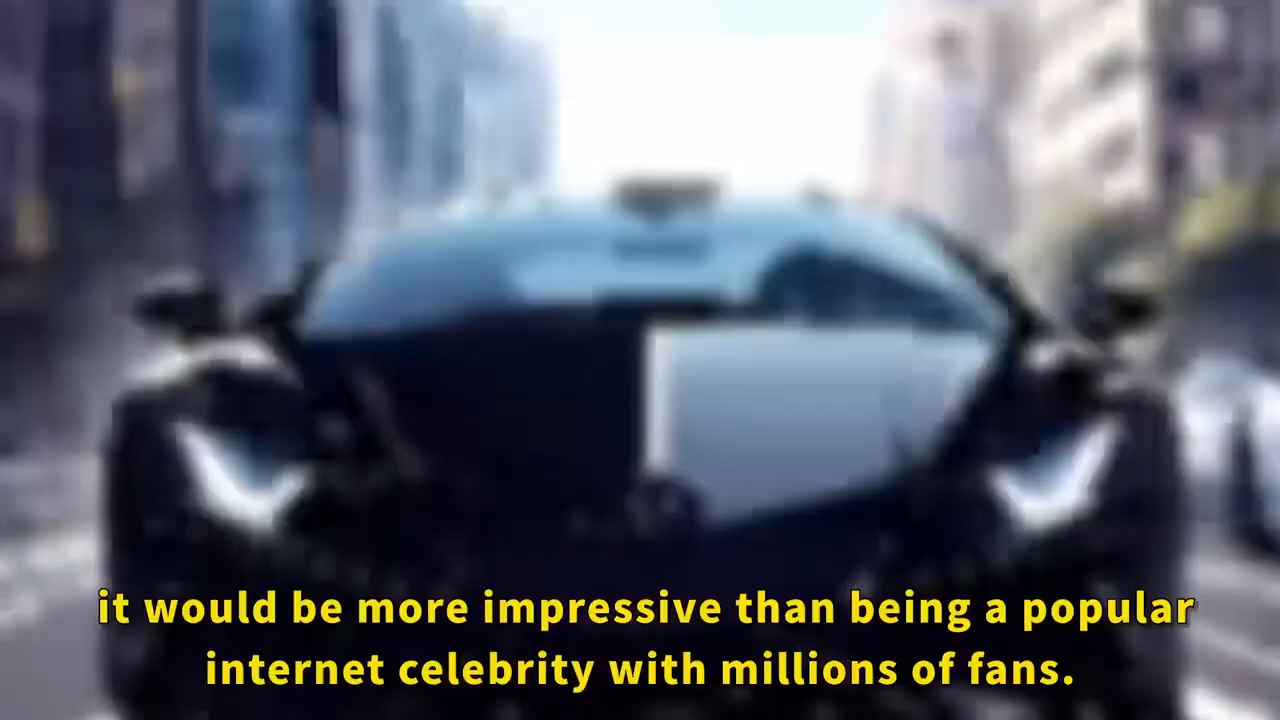 it would be more impressive than being a popular
internet celebrity with millions of fans.